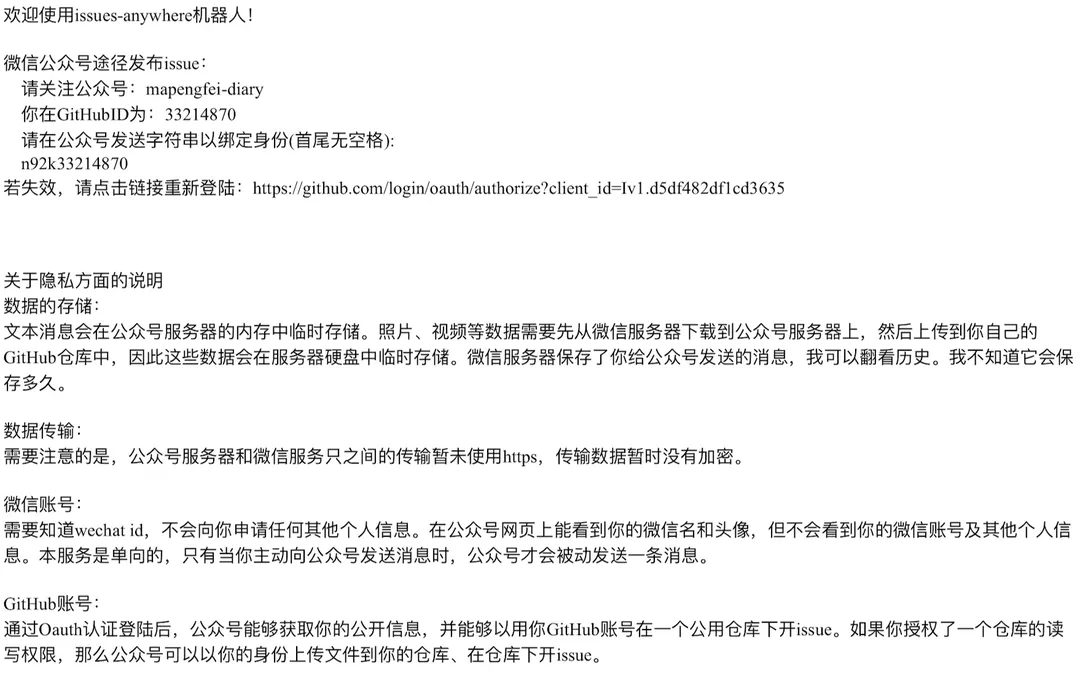 欢迎使用issues-anywhere机器人！
微信公众号途径发布issue：
请关注公众号：mapengfei-diary
你在GitHubID为：33214870
请在公众号发送字符串以绑定身份(首尾无空格):
n92k33214870
若失效，请点击链接重新登陆：https://github.com/login/oauth/authorize?client_id=Iv1.d5df482df1cd3635
关于隐私方面的说明
数据的存储：
文本消息会在公众号服务器的内存中临时存储。照片、视频等数据需要先从微信服务器下载到公众号服务器上，然后上传到你自己的
GitHub仓库中，因此这些数据会在服务器硬盘中临时存储。微信服务器保存了你给公众号发送的消息，我可以翻看历史。我不知道它会保
存多久。
数据传输：
需要注意的是，公众号服务器和微信服务只之间的传输暂未使用https，传输数据暂时没有加密。
微信账号：
需要知道wechat id，不会向你申请任何其他个人信息。在公众号网页上能看到你的微信名和头像，但不会看到你的微信账号及其他个人信
息。本服务是单向的，只有当你主动向公众号发送消息时，公众号才会被动发送一条消息。
GitHub账号：
通过Oauth认证登陆后，公众号能够获取你的公开信息，并能够以用你GitHub账号在一个公用仓库下开issue。如果你授权了一个仓库的读
写权限，那么公众号可以以你的身份上传文件到你的仓库、在仓库下开issue。